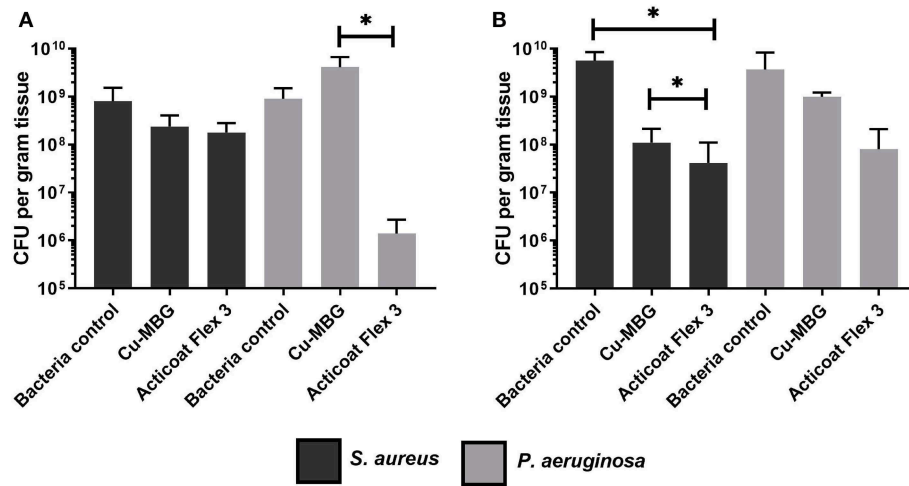 A
B
*
*
*
CFU per gram tissue
10¹⁰
10⁹
10⁸
10⁷
10⁶
10⁵
Bacteria control
Cu-MBG
Acticoat Flex 3
Bacteria control
Cu-MBG
Acticoat Flex 3
CFU per gram tissue
10¹⁰
10⁹
10⁸
10⁷
10⁶
10⁵
Bacteria control
Cu-MBG
Acticoat Flex 3
Bacteria control
Cu-MBG
Acticoat Flex 3
S. aureus
P. aeruginosa